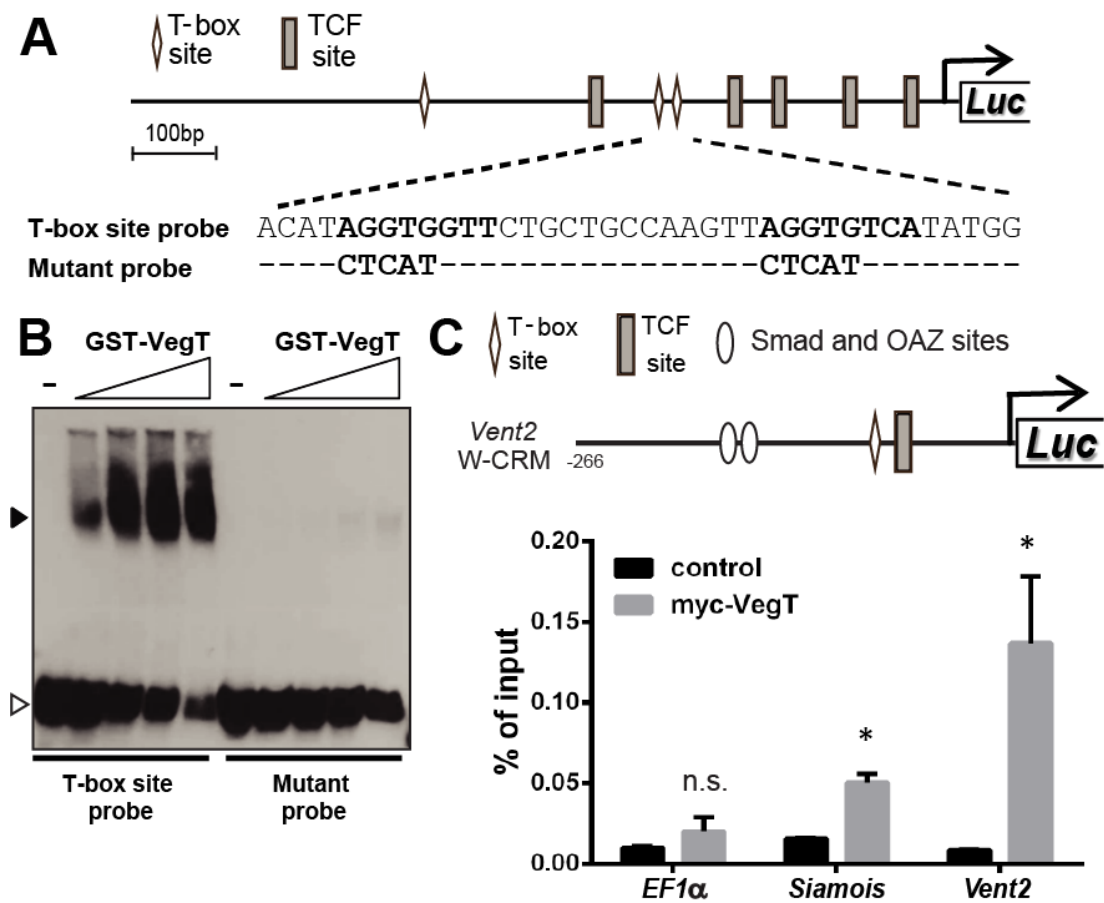 A
T-box site
TCF site
Luc
100bp
T-box site probe ACATAGGTGGTTCTGCTGCCAAGTTAGGTGTCATATGG
Mutant probe ----CTCAT------------CTCAT--------
B
GST-VegT
GST-VegT
– –
T-box site probe
Mutant probe
C
T-box site
TCF site
Smad and OAZ sites
Vent2 W-CRM
-266
Luc
% of input
0.20
0.15
0.10
0.05
0.00
control
myc-VegT
n.s.
*
*
EF1α
Siamois
Vent2